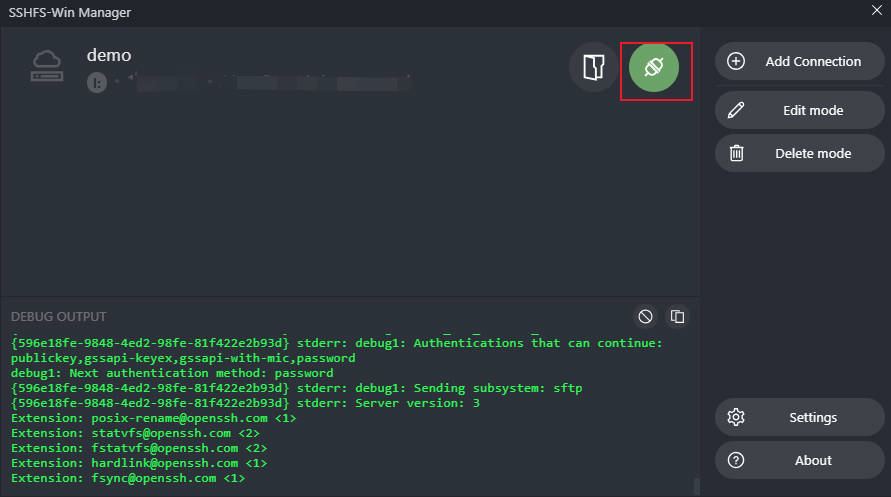 SSHFS-Win Manager
demo
I:
Add Connection
Edit mode
Delete mode
DEBUG OUTPUT
{596e18fe-9848-4ed2-98fe-81f422e2b93d} stderr: debug1: Authentications that can continue:
publickey,gssapi-keyex,gssapi-with-mic,password
debug1: Next authentication method: password
{596e18fe-9848-4ed2-98fe-81f422e2b93d} stderr: debug1: Sending subsystem: sftp
{596e18fe-9848-4ed2-98fe-81f422e2b93d} stderr: Server version: 3
Extension: posix-rename@openssh.com <1>
Extension: statvfs@openssh.com <2>
Extension: fstatvfs@openssh.com <2>
Extension: hardlink@openssh.com <1>
Extension: fsync@openssh.com <1>
Settings
About